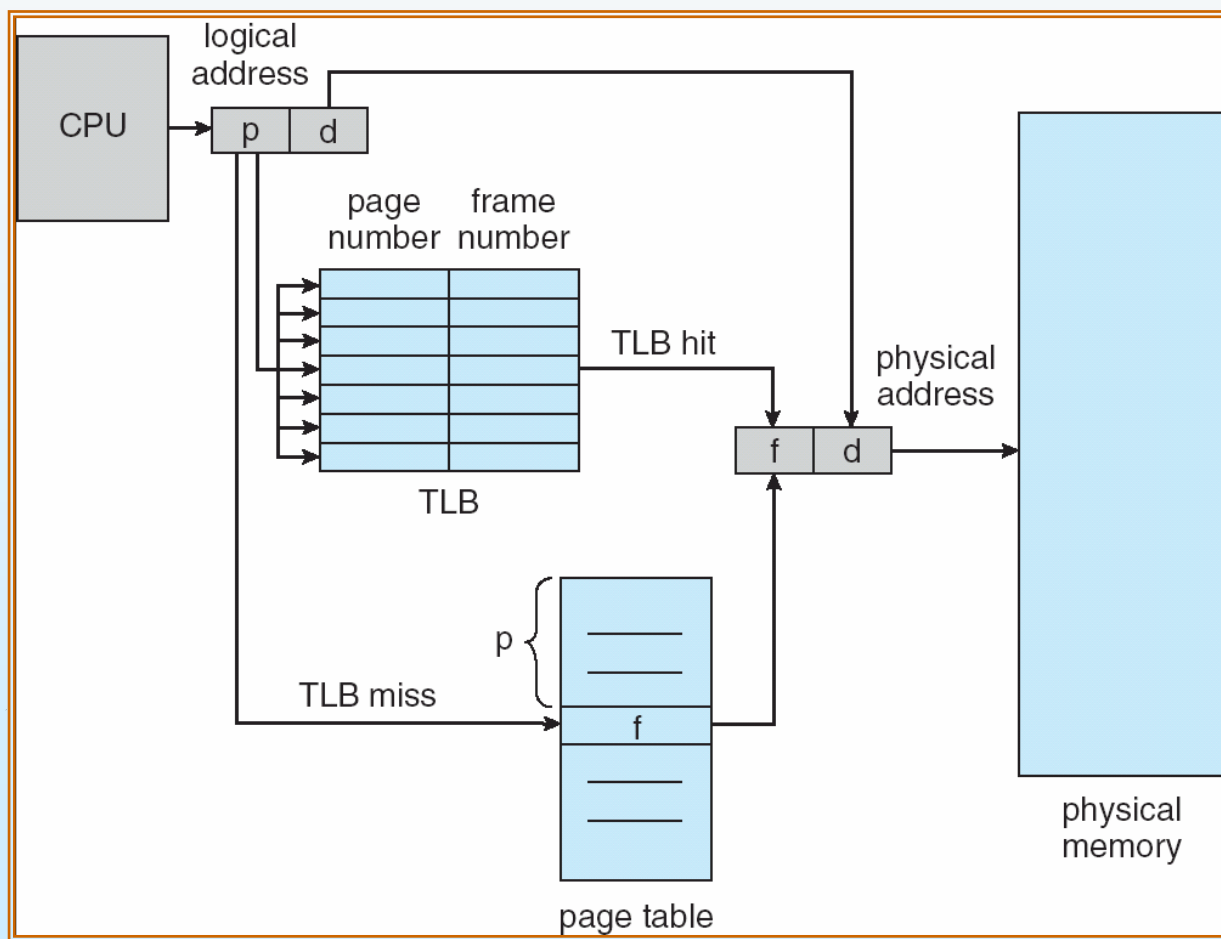 logical
address
CPU
p
d
page
number
frame
number
TLB hit
physical
address
f
d
TLB
p
TLB miss
f
physical
memory
page table